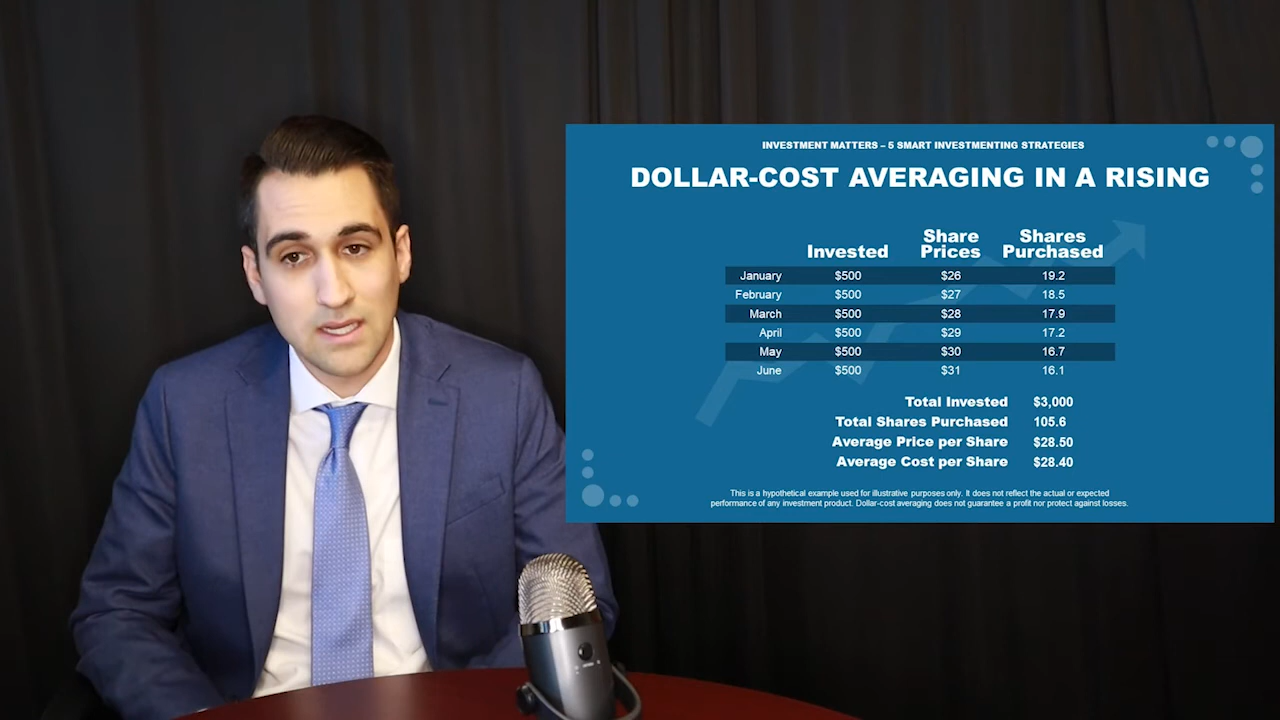 INVESTMENT MATTERS – 5 SMART INVESTMENTING STRATEGIES
DOLLAR-COST AVERAGING IN A RISING
Invested Share Prices Shares Purchased
January $500 $26 19.2
February $500 $27 18.5
March $500 $28 17.9
April $500 $29 17.2
May $500 $30 16.7
June $500 $31 16.1
Total Invested $3,000
Total Shares Purchased 105.6
Average Price per Share $28.50
Average Cost per Share $28.40
This is a hypothetical example used for illustrative purposes only. It does not reflect the actual or expected
performance of any investment product. Dollar-cost averaging does not guarantee a profit nor protect against losses.